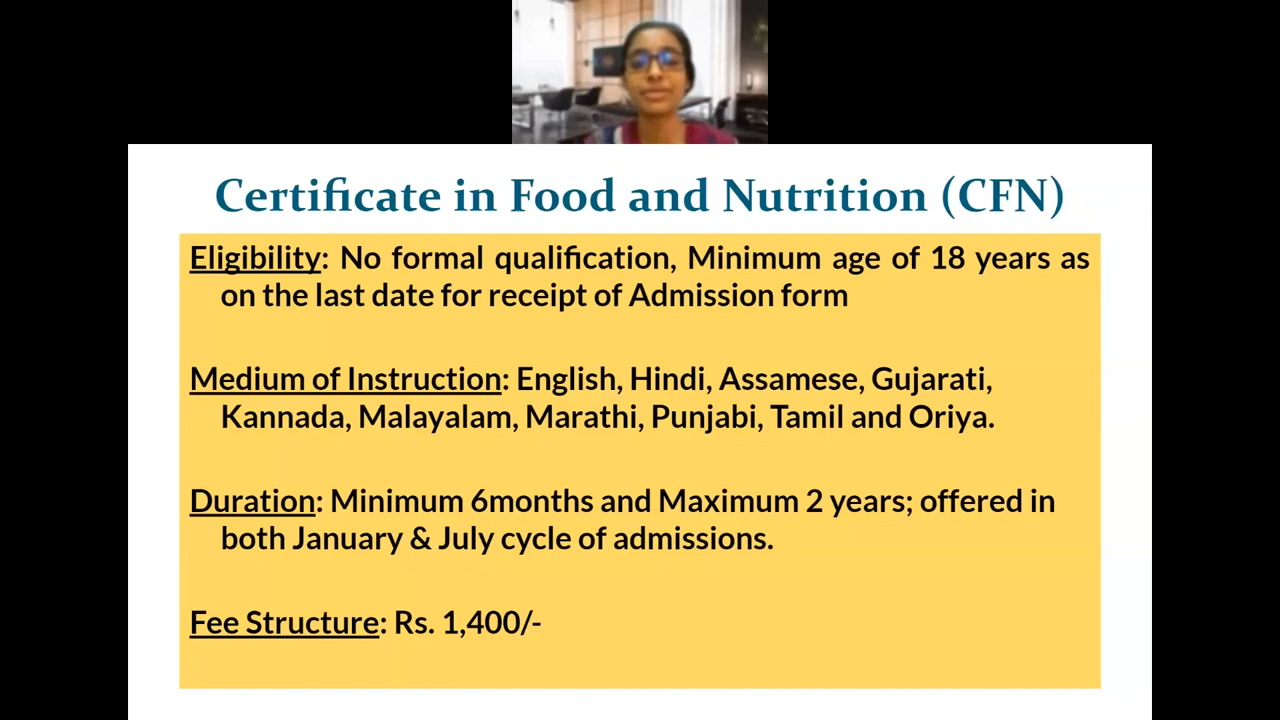 Certificate in Food and Nutrition (CFN)
Eligibility: No formal qualification, Minimum age of 18 years as
on the last date for receipt of Admission form
Medium of Instruction: English, Hindi, Assamese, Gujarati,
Kannada, Malayalam, Marathi, Punjabi, Tamil and Oriya.
Duration: Minimum 6months and Maximum 2 years; offered in
both January & July cycle of admissions.
Fee Structure: Rs. 1,400/-